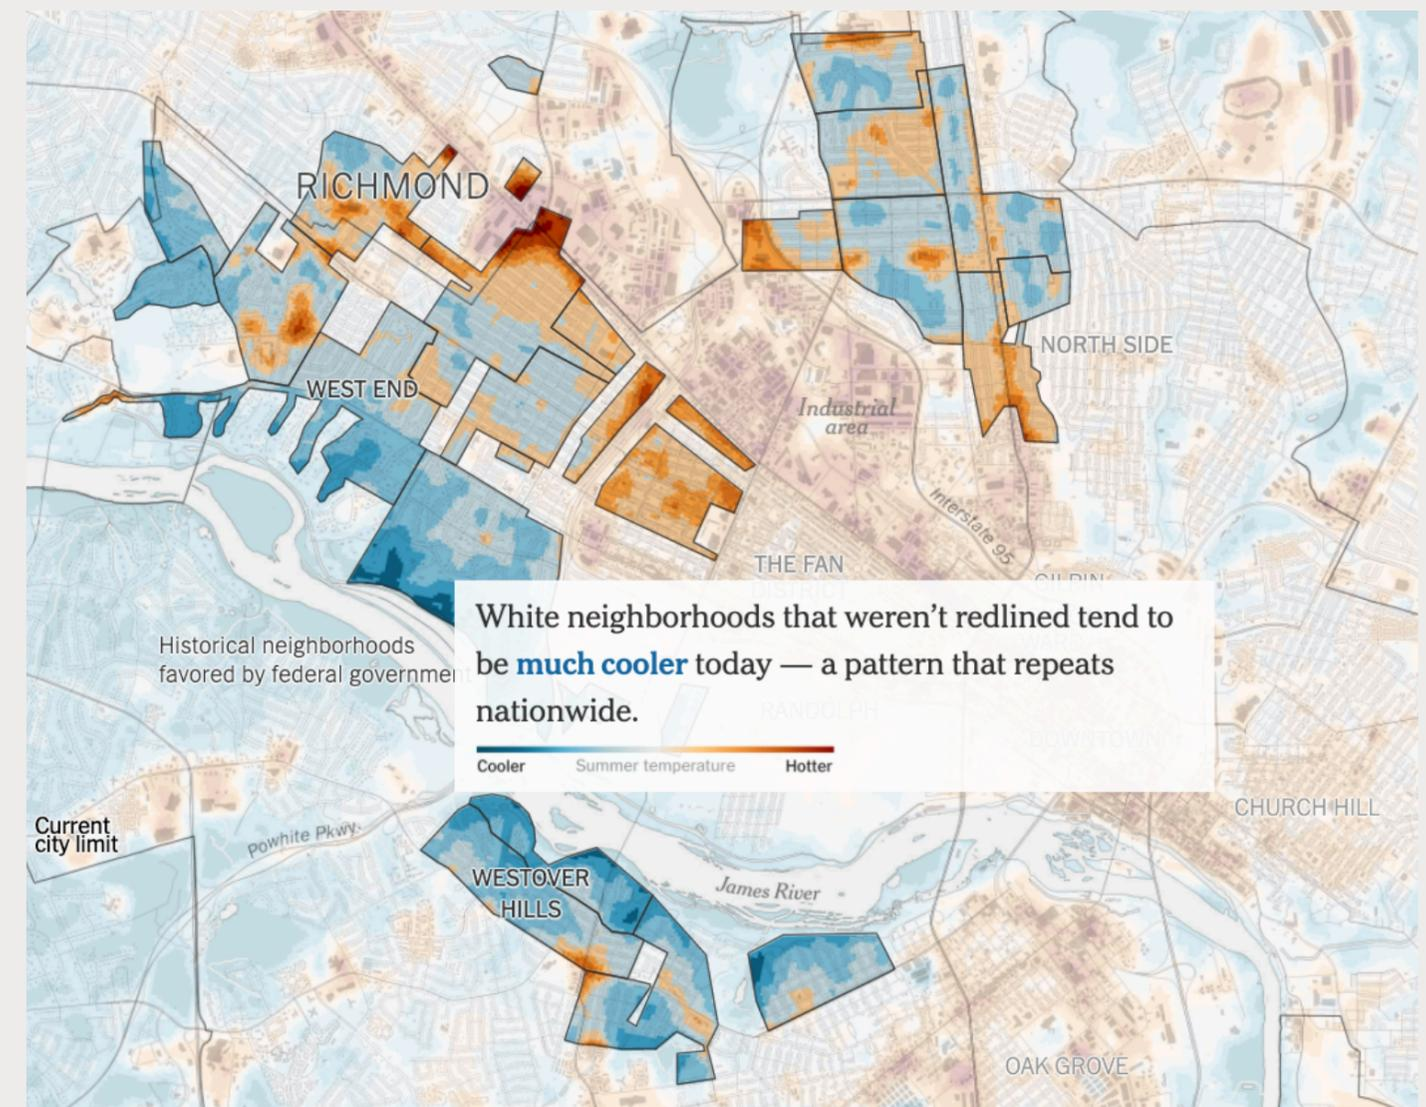 RICHMOND
NORTH SIDE
WEST END
Industrial
area
Interstate 95
THE FAN
DISTRICT
GILPIN
White neighborhoods that weren’t redlined tend to
be much cooler today — a pattern that repeats
nationwide.
Cooler
Summer temperature
Hotter
Historical neighborhoods
favored by federal government
RANDOLPH
DOWNTOWN
CHURCH HILL
Current
city limit
Powhite Pkwy.
WESTOVER
HILLS
James River
OAK GROVE